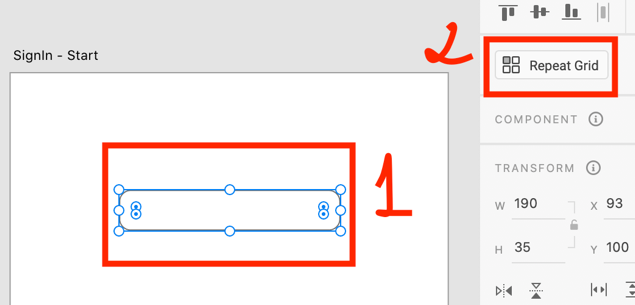 SignIn - Start
1
2
Repeat Grid
COMPONENT
TRANSFORM
W 190 X 93
H 35 Y 100